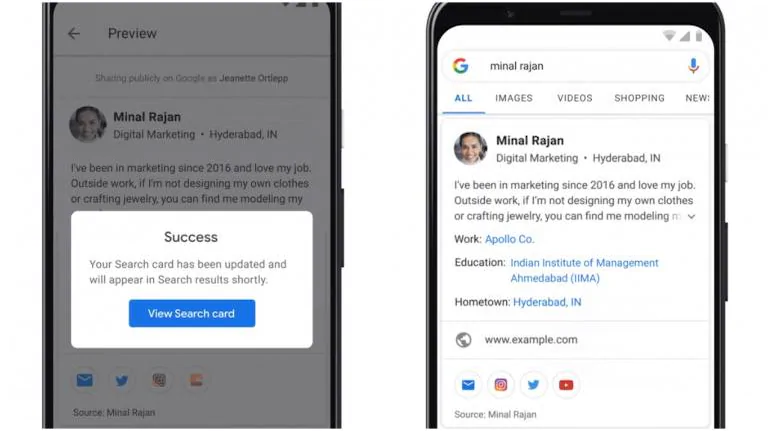 Preview
Sharing publicly on Google as Jeanette Ortlepp
Minal Rajan
Digital Marketing • Hyderabad, IN
I've been in marketing since 2016 and love my job.
Outside work, if I'm not designing my own clothes
or crafting jewelry, you can find me modeling my
Success
Your Search card has been updated and
will appear in Search results shortly.
View Search card
Source: Minal Rajan
minal rajan
ALL IMAGES VIDEOS SHOPPING NEWS
Minal Rajan
Digital Marketing • Hyderabad, IN
I've been in marketing since 2016 and love my job.
Outside work, if I'm not designing my own clothes
or crafting jewelry, you can find me modeling m
Work: Apollo Co.
Education: Indian Institute of Management
Ahmedabad (IIMA)
Hometown: Hyderabad, IN
www.example.com
Source: Minal Rajan